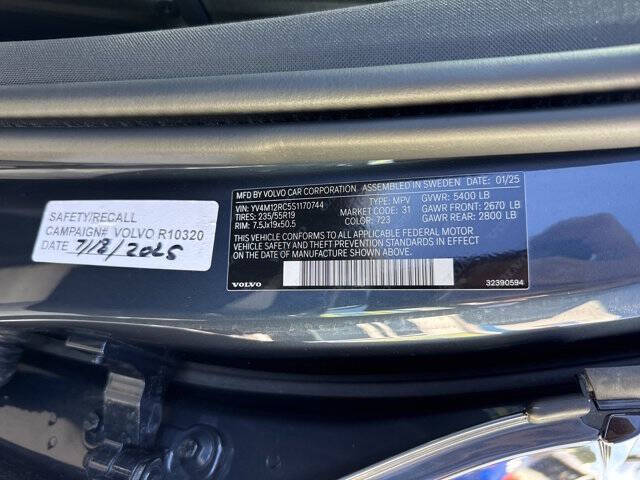 SAFETY/RECALL
CAMPAIGN# VOLVO R10320
DATE 7/8/2025
MFD BY VOLVO CAR CORPORATION. ASSEMBLED IN SWEDEN 01/25
VIN: YV4M12RC5S1170744 TYPE: MPV GVWR: 5400 LB
TIRES: 235/55R19 MARKET CODE: 31 GAWR FRONT: 2670 LB
RIM: 7.5Jx19x50.5 COLOR: 723 GAWR REAR: 2800 LB
THIS VEHICLE CONFORMS TO ALL APPLICABLE FEDERAL MOTOR
VEHICLE SAFETY AND THEFT PREVENTION STANDARDS IN EFFECT
ON THE DATE OF MANUFACTURE SHOWN ABOVE.
VOLVO 32390594